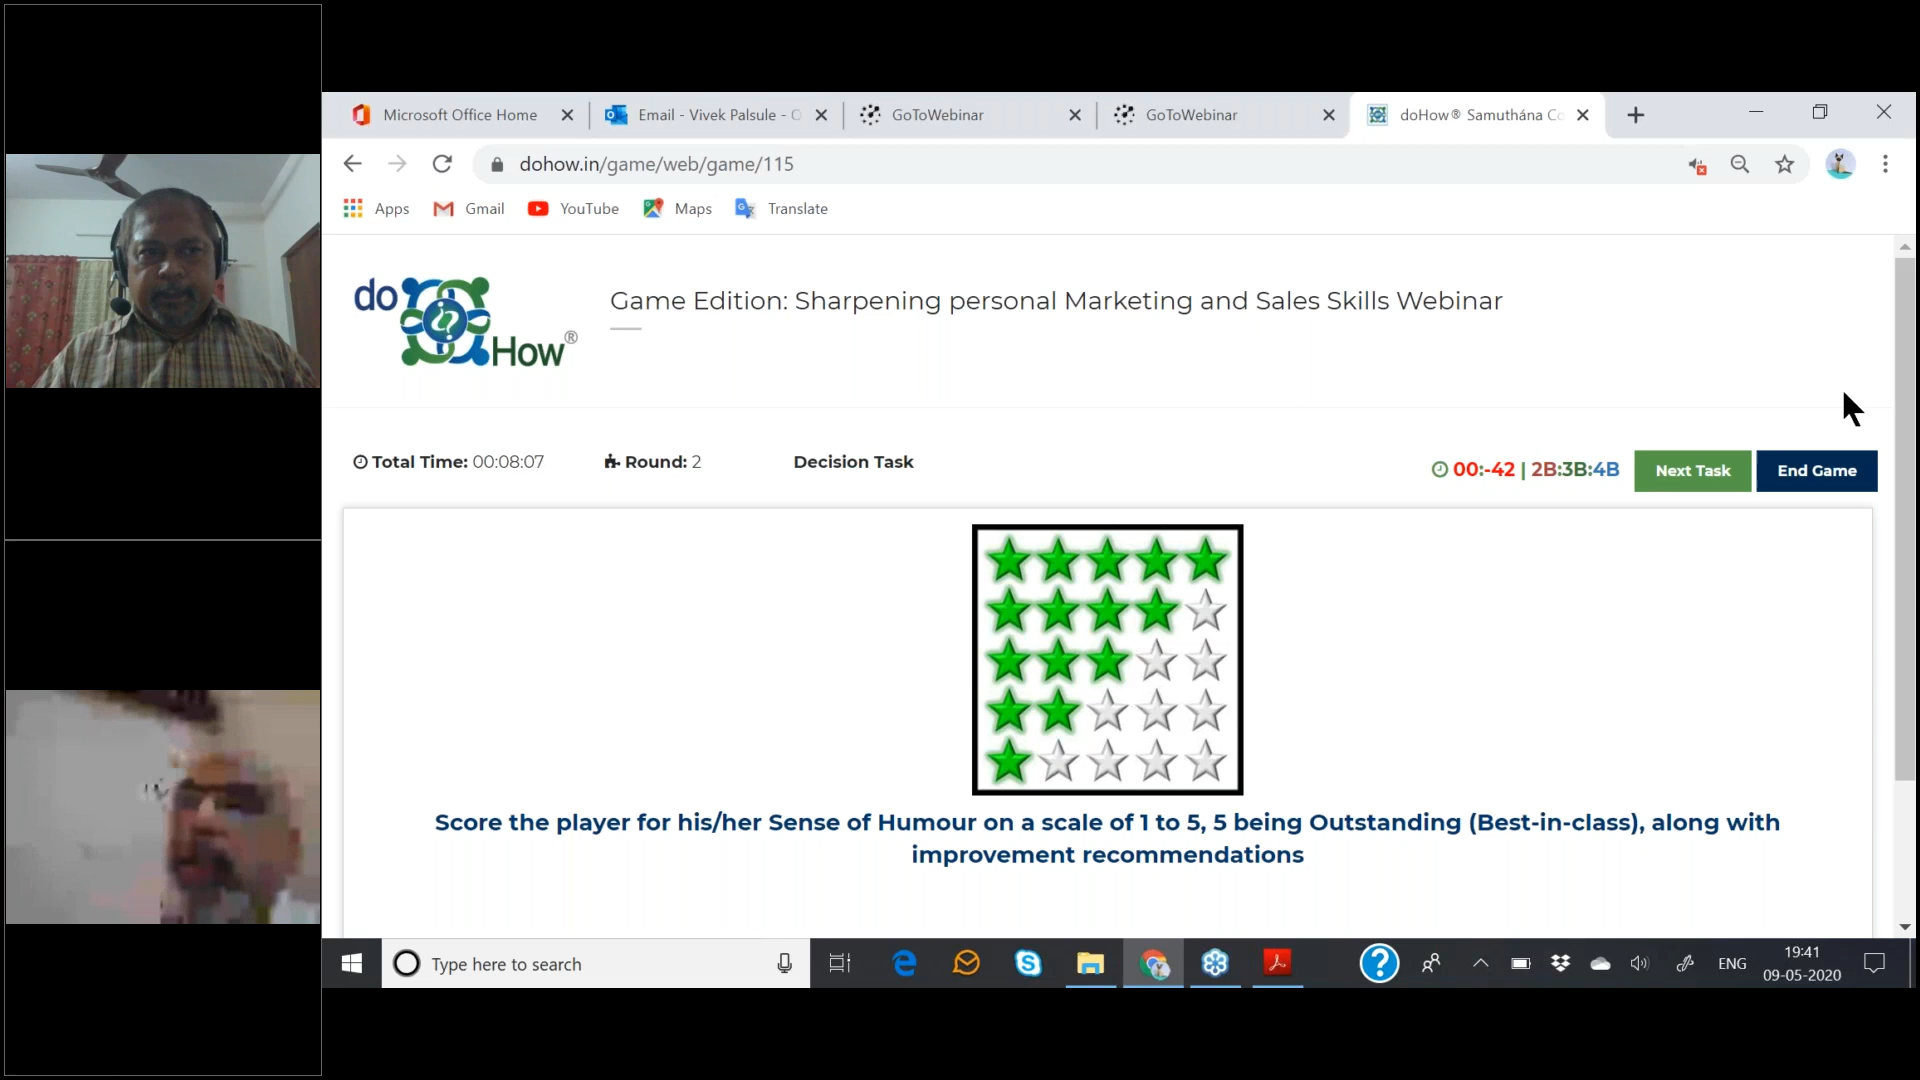 Microsoft Office Home
Email - Vivek Palsule - O
GoToWebinar
GoToWebinar
doHow® Samuthána Co
dohow.in/game/web/game/115
Apps
Gmail
YouTube
Maps
Translate
do
How®
Game Edition: Sharpening personal Marketing and Sales Skills Webinar
Total Time: 00:08:07
Round: 2
Decision Task
00:-42 | 2B:3B:4B
Next Task
End Game
Score the player for his/her Sense of Humour on a scale of 1 to 5, 5 being Outstanding (Best-in-class), along with
improvement recommendations
Type here to search
ENG
19:41
09-05-2020